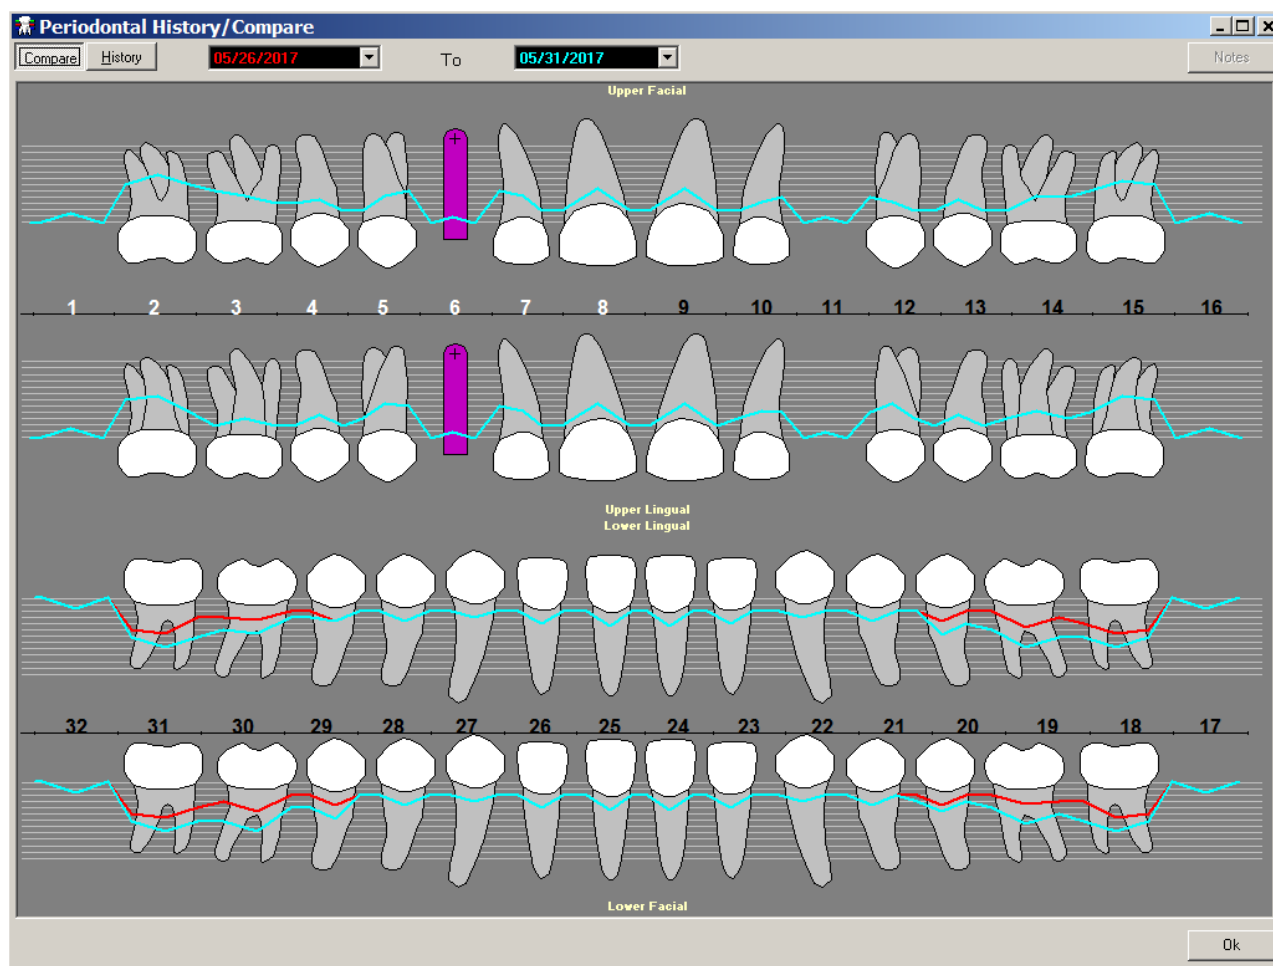 Periodontal History/Compare
Compare History 05/26/2017 To 05/31/2017 Notes
Upper Facial
1 2 3 4 5 6 7 8 9 10 11 12 13 14 15 16
Upper Lingual
Lower Lingual
32 31 30 29 28 27 26 25 24 23 22 21 20 19 18 17
Lower Facial
Ok